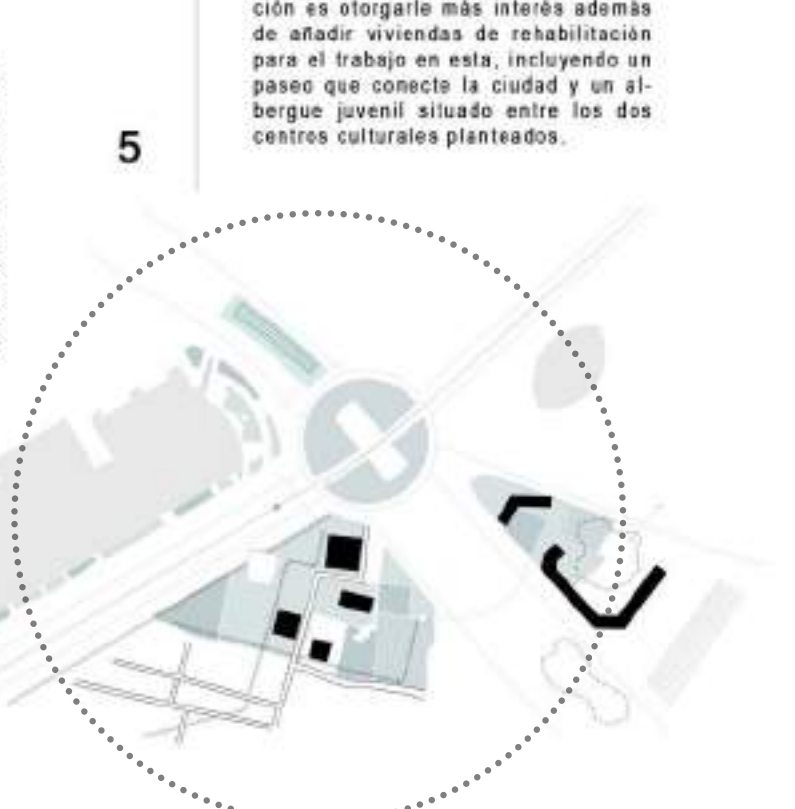 ción es otorgarle más interés además
de añadir viviendas de rehabilitación
para el trabajo en esta, incluyendo un
paseo que conecte la ciudad y un al-
bergue juvenil situado entre los dos
centros culturales planteados.
5